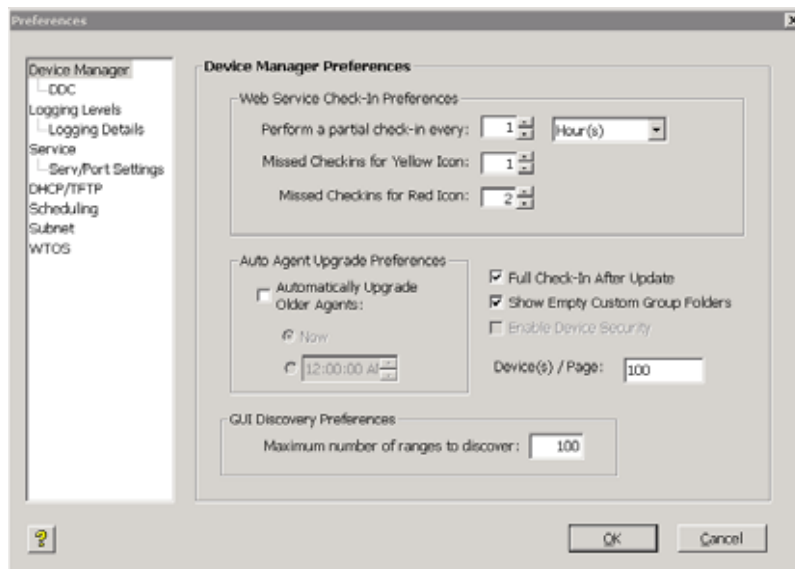 Preferences
Device Manager
DDC
Logging Levels
Logging Details
Service
Serv/Port Settings
DHCP/TFTP
Scheduling
Subnet
WTOS
Device Manager Preferences
Web Service Check-In Preferences
Perform a partial check-in every: 1 Hour(s)
Missed Checkins for Yellow Icon: 1
Missed Checkins for Red Icon: 2
Auto Agent Upgrade Preferences
Automatically Upgrade
Older Agents:
Now
12:00:00 AM
Full Check-In After Update
Show Empty Custom Group Folders
Enable Device Security
Device(s) / Page: 100
GUI Discovery Preferences
Maximum number of ranges to discover: 100
?
OK
Cancel